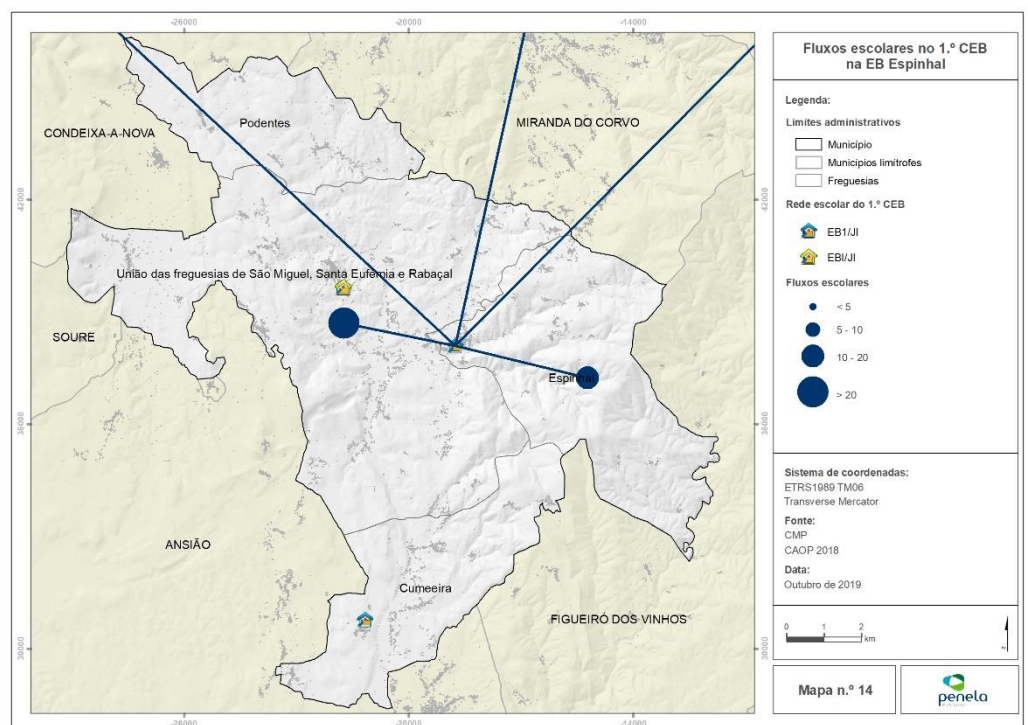 -26000
-20000
-14000
CONDEIXA-A-NOVA
Podentes
MIRANDA DO CORVO
42000
42000
União das freguesias de São Miguel, Santa Eufémia e Rabaçal
SOURE
Espinhal
36000
36000
ANSIÃO
Cumeeira
FIGUEIRÓ DOS VINHOS
30000
30000
-26000
-20000
-14000
Fluxos escolares no 1.º CEB
na EB Espinhal
Legenda:
Limites administrativos
Município
Municípios limítrofes
Freguesias
Rede escolar do 1.º CEB
EB1/JI
EBI/JI
Fluxos escolares
< 5
5 - 10
10 - 20
> 20
Sistema de coordenadas:
ETRS1989 TM06
Transverse Mercator
Fonte:
CMP
CAOP 2018
Data:
Outubro de 2019
0 1 2
km
Mapa n.º 14
penela